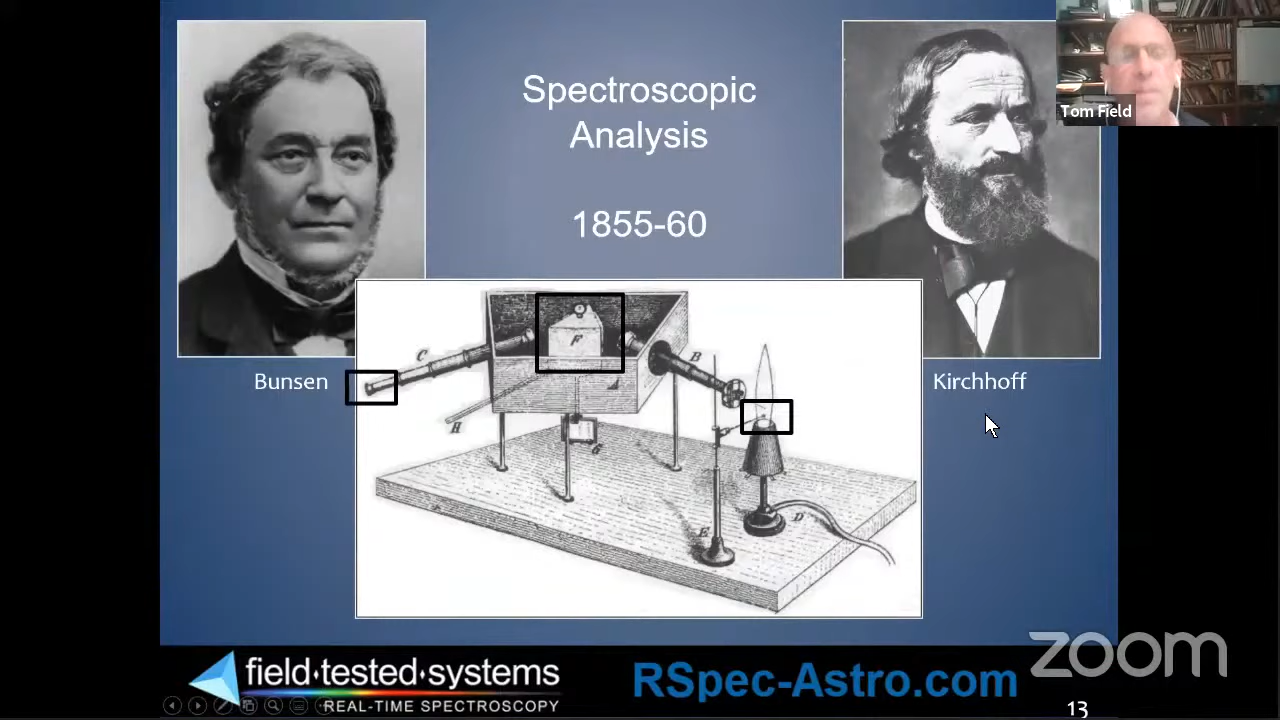 Spectroscopic
Analysis
1855-60
Tom Field
Bunsen
Kirchhoff
C
F
B
H
G
E
D
field·tested·systems
REAL-TIME SPECTROSCOPY
RSpec-Astro.com
zoom
13